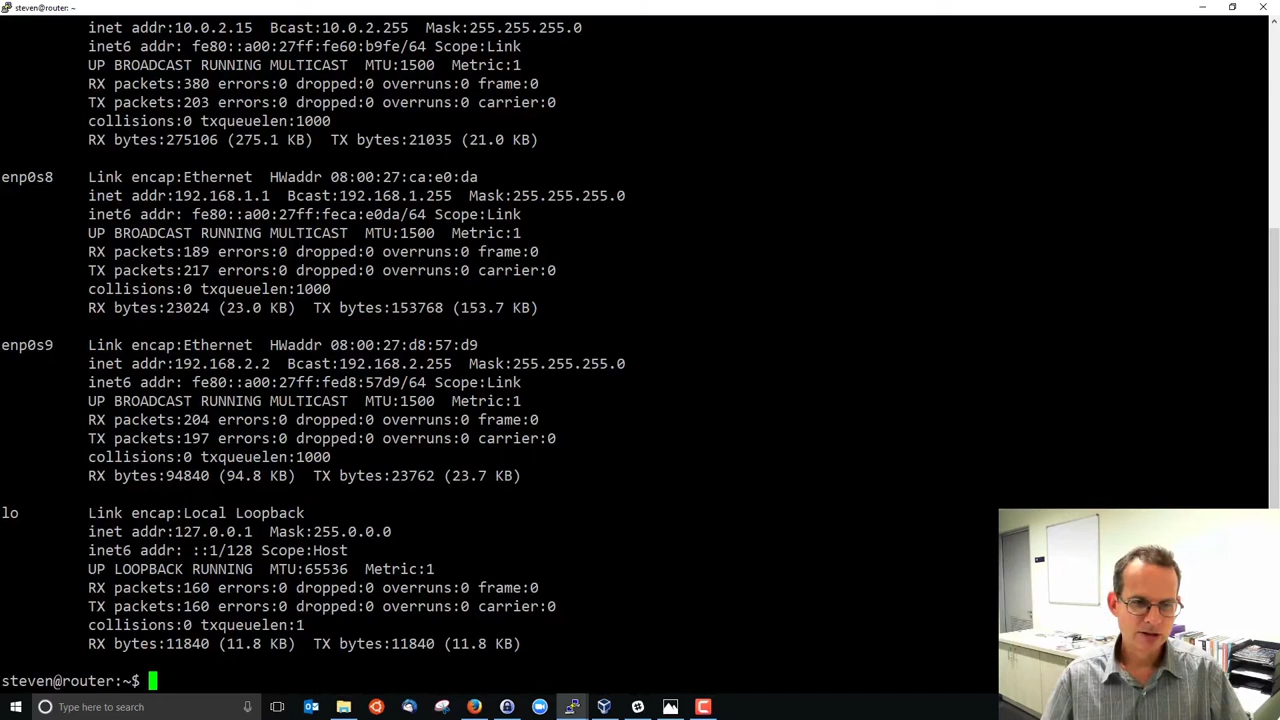 steven@router: ~
inet addr:10.0.2.15  Bcast:10.0.2.255  Mask:255.255.255.0
inet6 addr: fe80::a00:27ff:fe60:b9fe/64 Scope:Link
UP BROADCAST RUNNING MULTICAST  MTU:1500  Metric:1
RX packets:380 errors:0 dropped:0 overruns:0 frame:0
TX packets:203 errors:0 dropped:0 overruns:0 carrier:0
collisions:0 txqueuelen:1000
RX bytes:275106 (275.1 KB)  TX bytes:21035 (21.0 KB)
enp0s8    Link encap:Ethernet  HWaddr 08:00:27:ca:e0:da
inet addr:192.168.1.1  Bcast:192.168.1.255  Mask:255.255.255.0
inet6 addr: fe80::a00:27ff:feca:e0da/64 Scope:Link
UP BROADCAST RUNNING MULTICAST  MTU:1500  Metric:1
RX packets:189 errors:0 dropped:0 overruns:0 frame:0
TX packets:217 errors:0 dropped:0 overruns:0 carrier:0
collisions:0 txqueuelen:1000
RX bytes:23024 (23.0 KB)  TX bytes:153768 (153.7 KB)
enp0s9    Link encap:Ethernet  HWaddr 08:00:27:d8:57:d9
inet addr:192.168.2.2  Bcast:192.168.2.255  Mask:255.255.255.0
inet6 addr: fe80::a00:27ff:fed8:57d9/64 Scope:Link
UP BROADCAST RUNNING MULTICAST  MTU:1500  Metric:1
RX packets:204 errors:0 dropped:0 overruns:0 frame:0
TX packets:197 errors:0 dropped:0 overruns:0 carrier:0
collisions:0 txqueuelen:1000
RX bytes:94840 (94.8 KB)  TX bytes:23762 (23.7 KB)
lo        Link encap:Local Loopback
inet addr:127.0.0.1  Mask:255.0.0.0
inet6 addr: ::1/128 Scope:Host
UP LOOPBACK RUNNING  MTU:65536  Metric:1
RX packets:160 errors:0 dropped:0 overruns:0 frame:0
TX packets:160 errors:0 dropped:0 overruns:0 carrier:0
collisions:0 txqueuelen:1
RX bytes:11840 (11.8 KB)  TX bytes:11840 (11.8 KB)
steven@router:~$
Type here to search